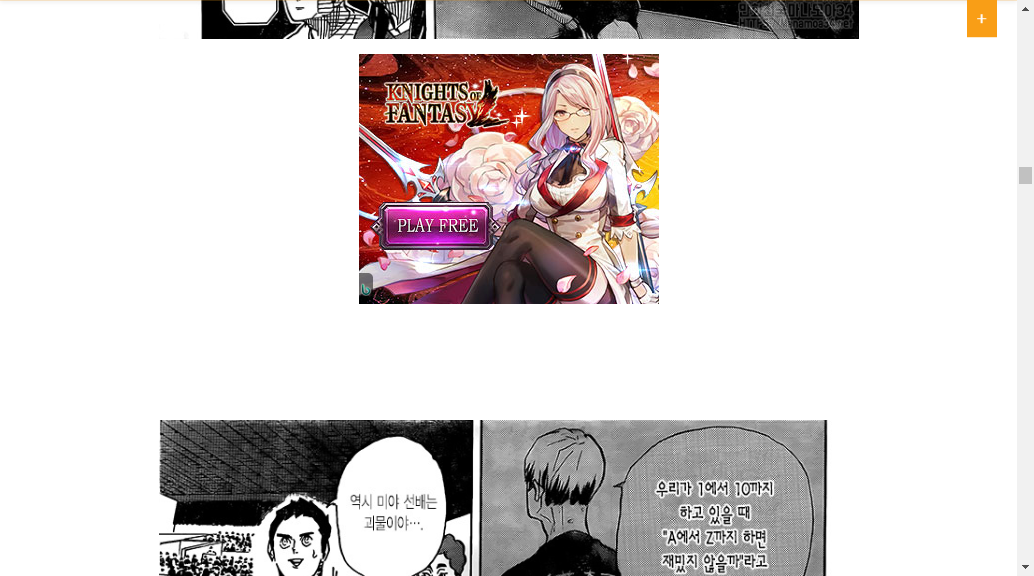 +
KNIGHTS OF
FANTASY
PLAY FREE
역시 미야 선배는
괴물이야….
우리가 1에서 10까지
하고 있을 때
"A에서 Z까지 하면
재밌지 않을까"라고